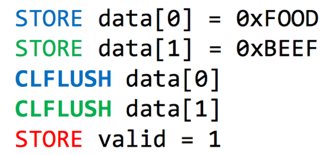 STORE data[0] = 0xFOOD
STORE data[1] = 0xBEEF
CLFLUSH data[0]
CLFLUSH data[1]
STORE valid = 1